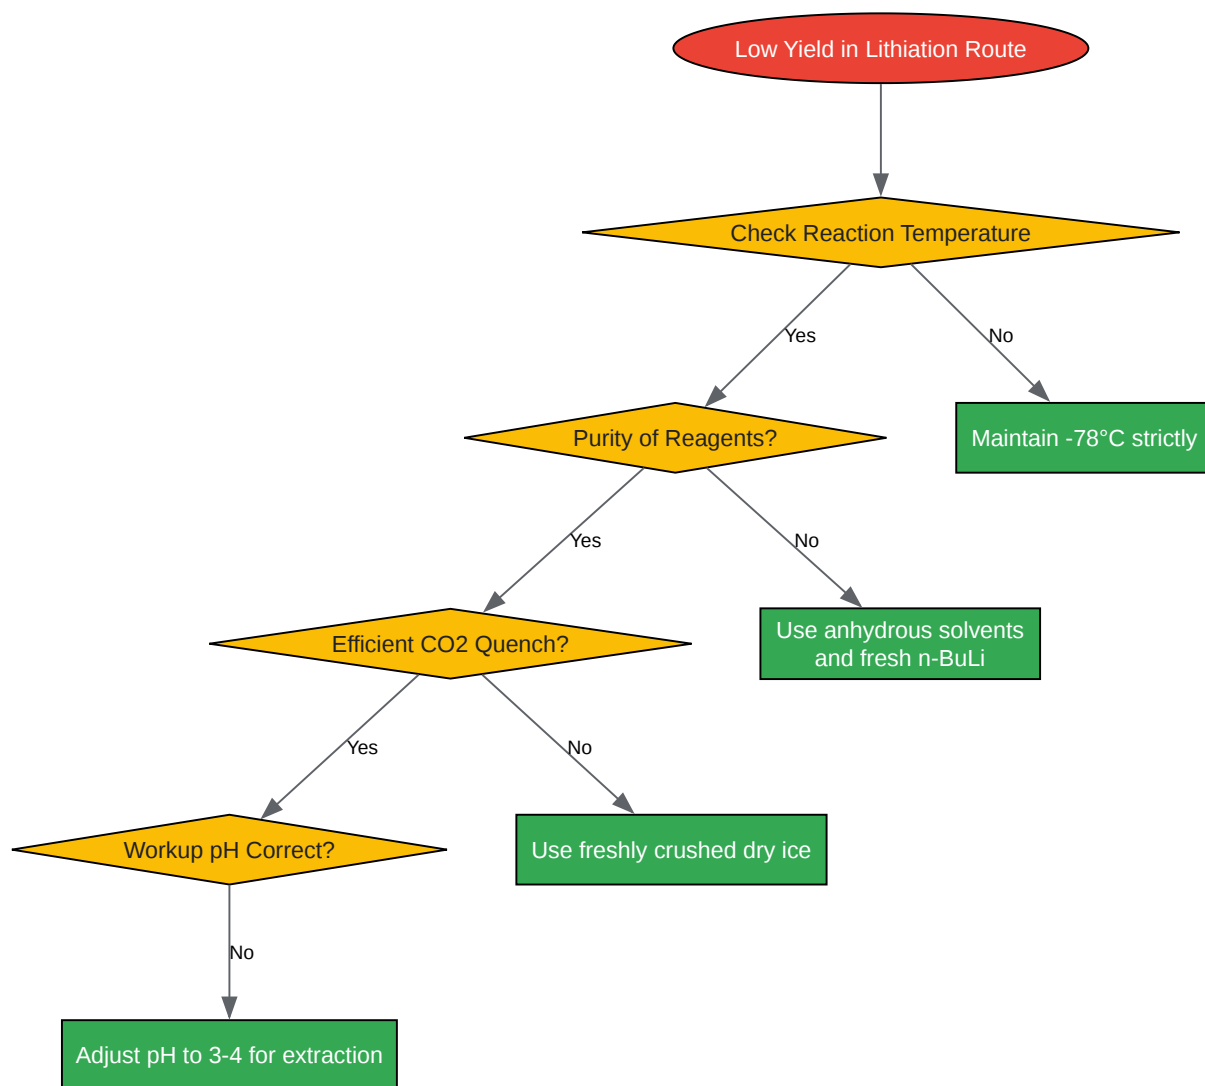 Low Yield in Lithiation Route
Check Reaction Temperature
Yes
No
Purity of Reagents?
Maintain -78°C strictly
Yes
No
Efficient CO2 Quench?
Use anhydrous solvents
and fresh n-BuLi
Yes
No
Workup pH Correct?
Use freshly crushed dry ice
No
Adjust pH to 3-4 for extraction